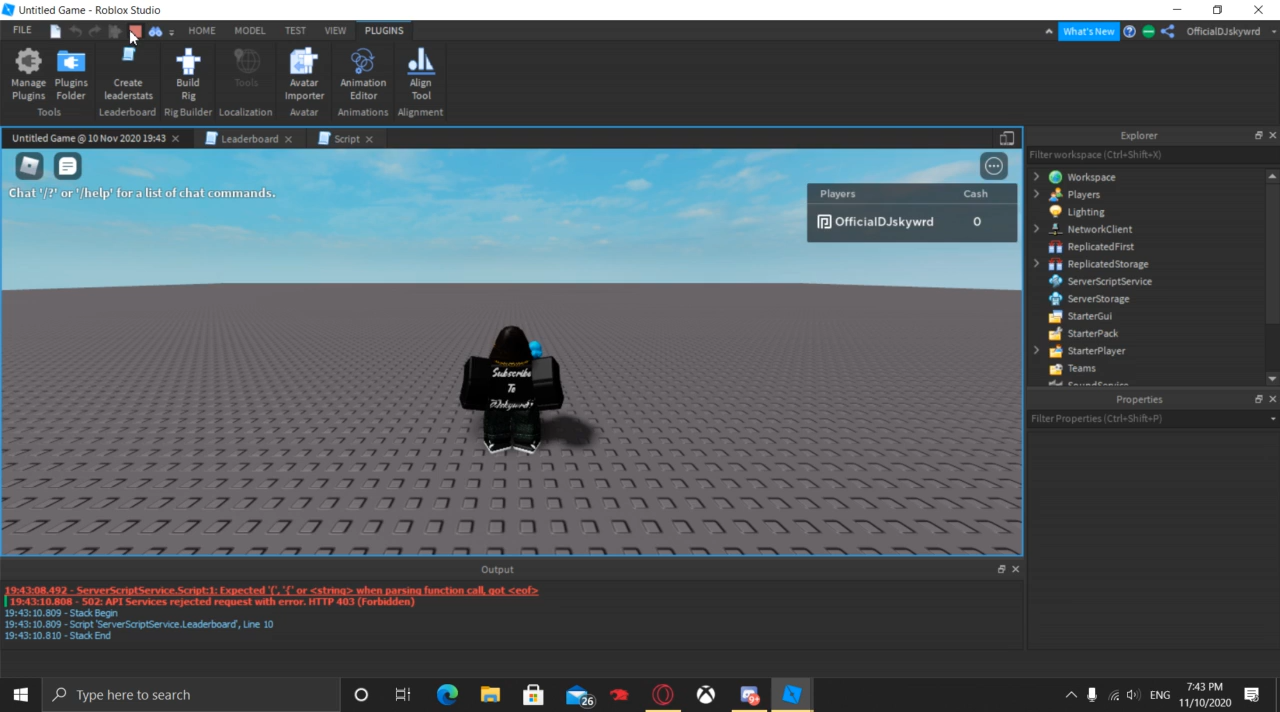 Untitled Game - Roblox Studio
FILE
HOME
MODEL
TEST
VIEW
PLUGINS
What's New
OfficialDJskywrd
Manage Plugins
Plugins Folder
Create leaderstats
Build Rig
Tools
Avatar Importer
Animation Editor
Align Tool
Tools
Leaderboard
Rig Builder
Localization
Avatar
Animations
Alignment
Untitled Game @ 10 Nov 2020 19:43
Leaderboard
Script
Chat '/?' or '/help' for a list of chat commands.
Players Cash
OfficialDJskywrd 0
Subscribe
To
Explorer
Filter workspace (Ctrl+Shift+X)
Workspace
Players
Lighting
NetworkClient
ReplicatedFirst
ReplicatedStorage
ServerScriptService
ServerStorage
StarterGui
StarterPack
StarterPlayer
Teams
SoundService
Properties
Filter Properties (Ctrl+Shift+P)
Output
19:43:08.492 - ServerScriptService.Script:1: Expected '(', '{' or <string> when parsing function call, got <eof>
19:43:10.808 - 502: API Services rejected request with error. HTTP 403 (Forbidden)
19:43:10.809 - Stack Begin
19:43:10.809 - Script 'ServerScriptService.Leaderboard', Line 10
19:43:10.810 - Stack End
Type here to search
26
9+
ENG
7:43 PM
11/10/2020